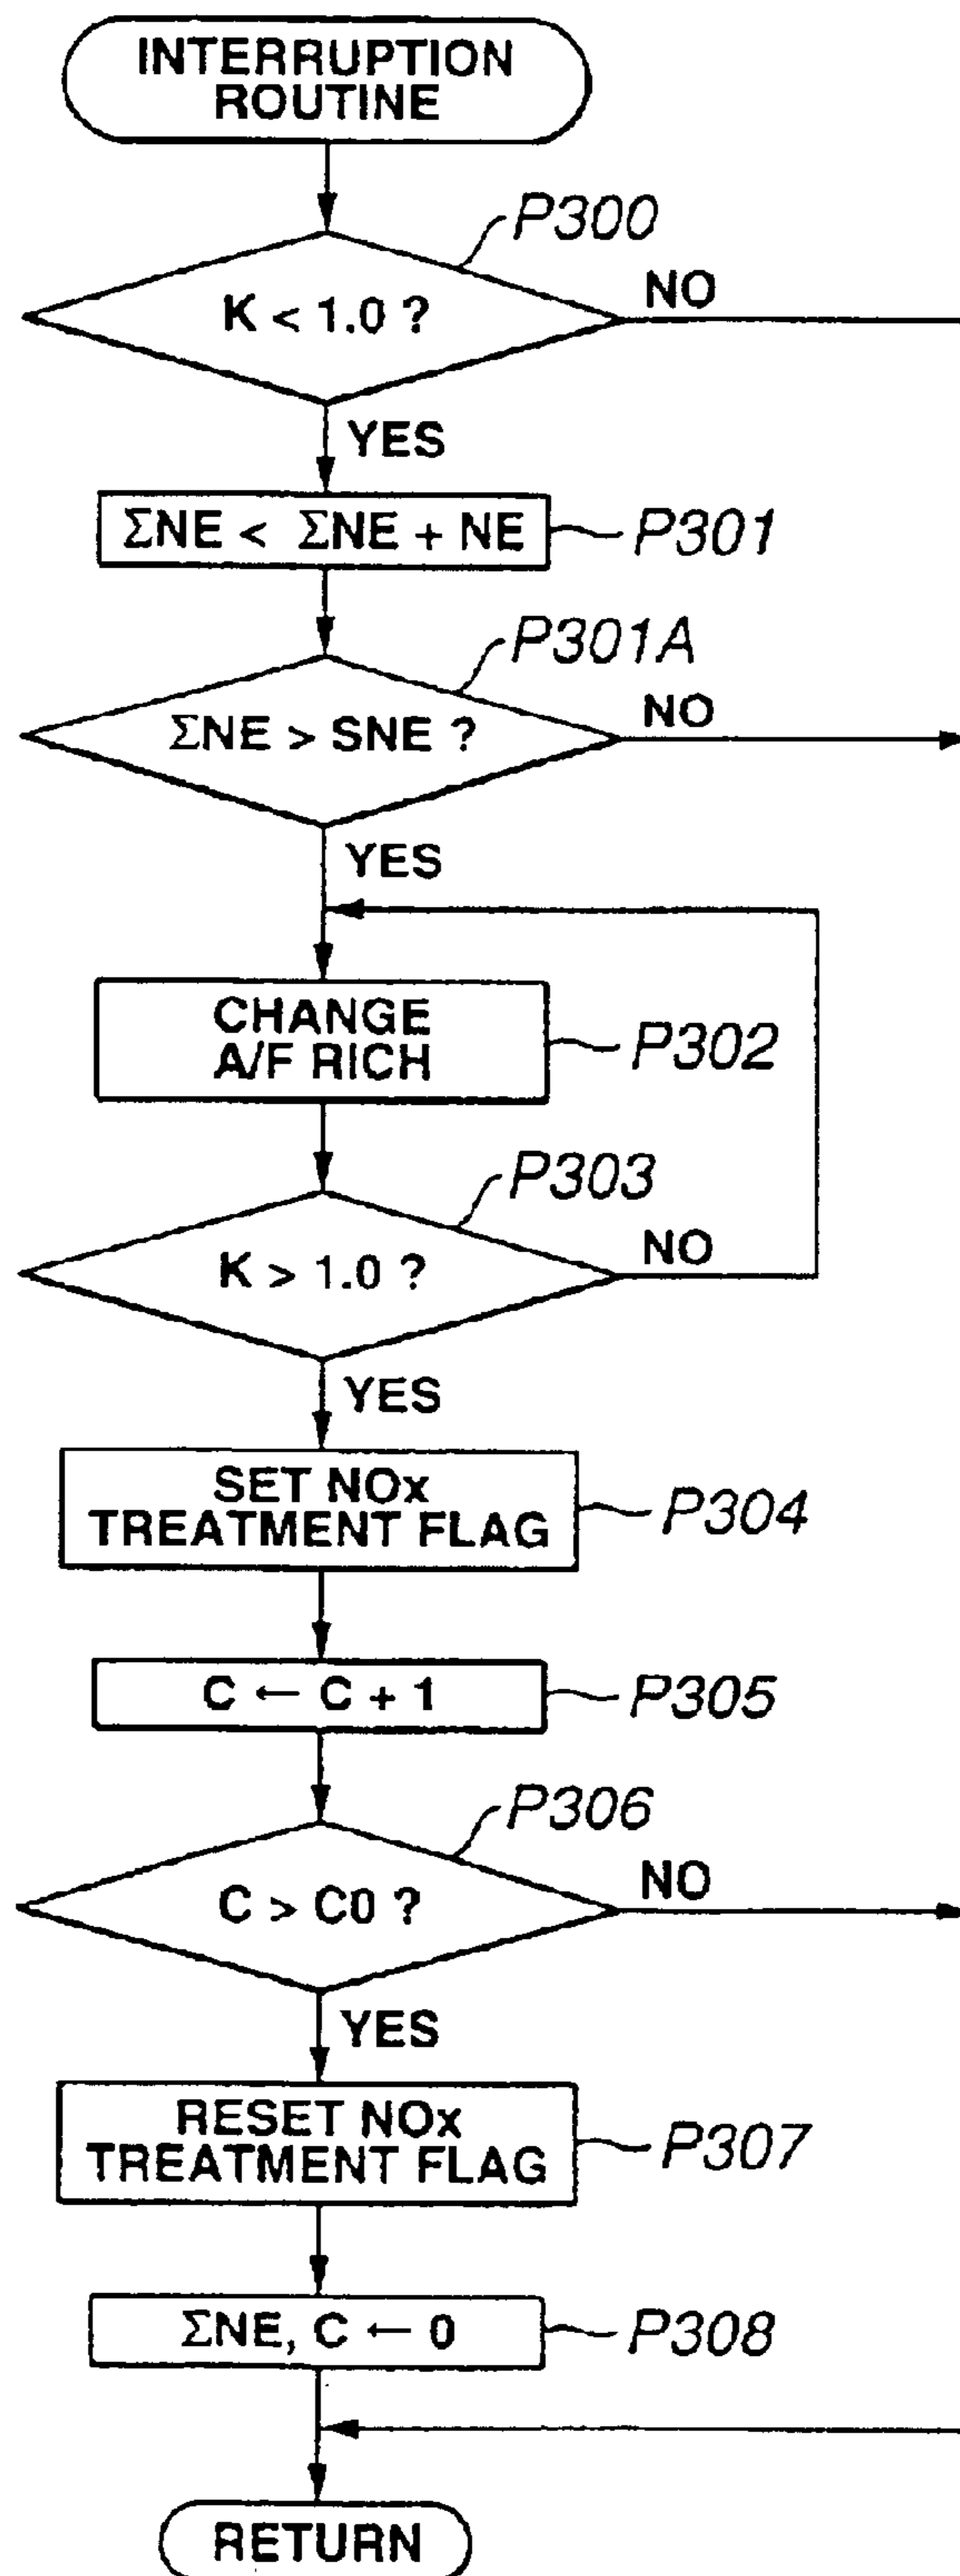 INTERRUPTION
ROUTINE
P300
K < 1.0 ?
NO
YES
ΣNE < ΣNE + NE
P301
P301A
ΣNE > SNE ?
NO
YES
CHANGE
A/F RICH
P302
P303
K > 1.0 ?
NO
YES
SET NOx
TREATMENT FLAG
P304
C ← C + 1
P305
P306
C > C0 ?
NO
YES
RESET NOx
TREATMENT FLAG
P307
ΣNE, C ← 0
P308
RETURN